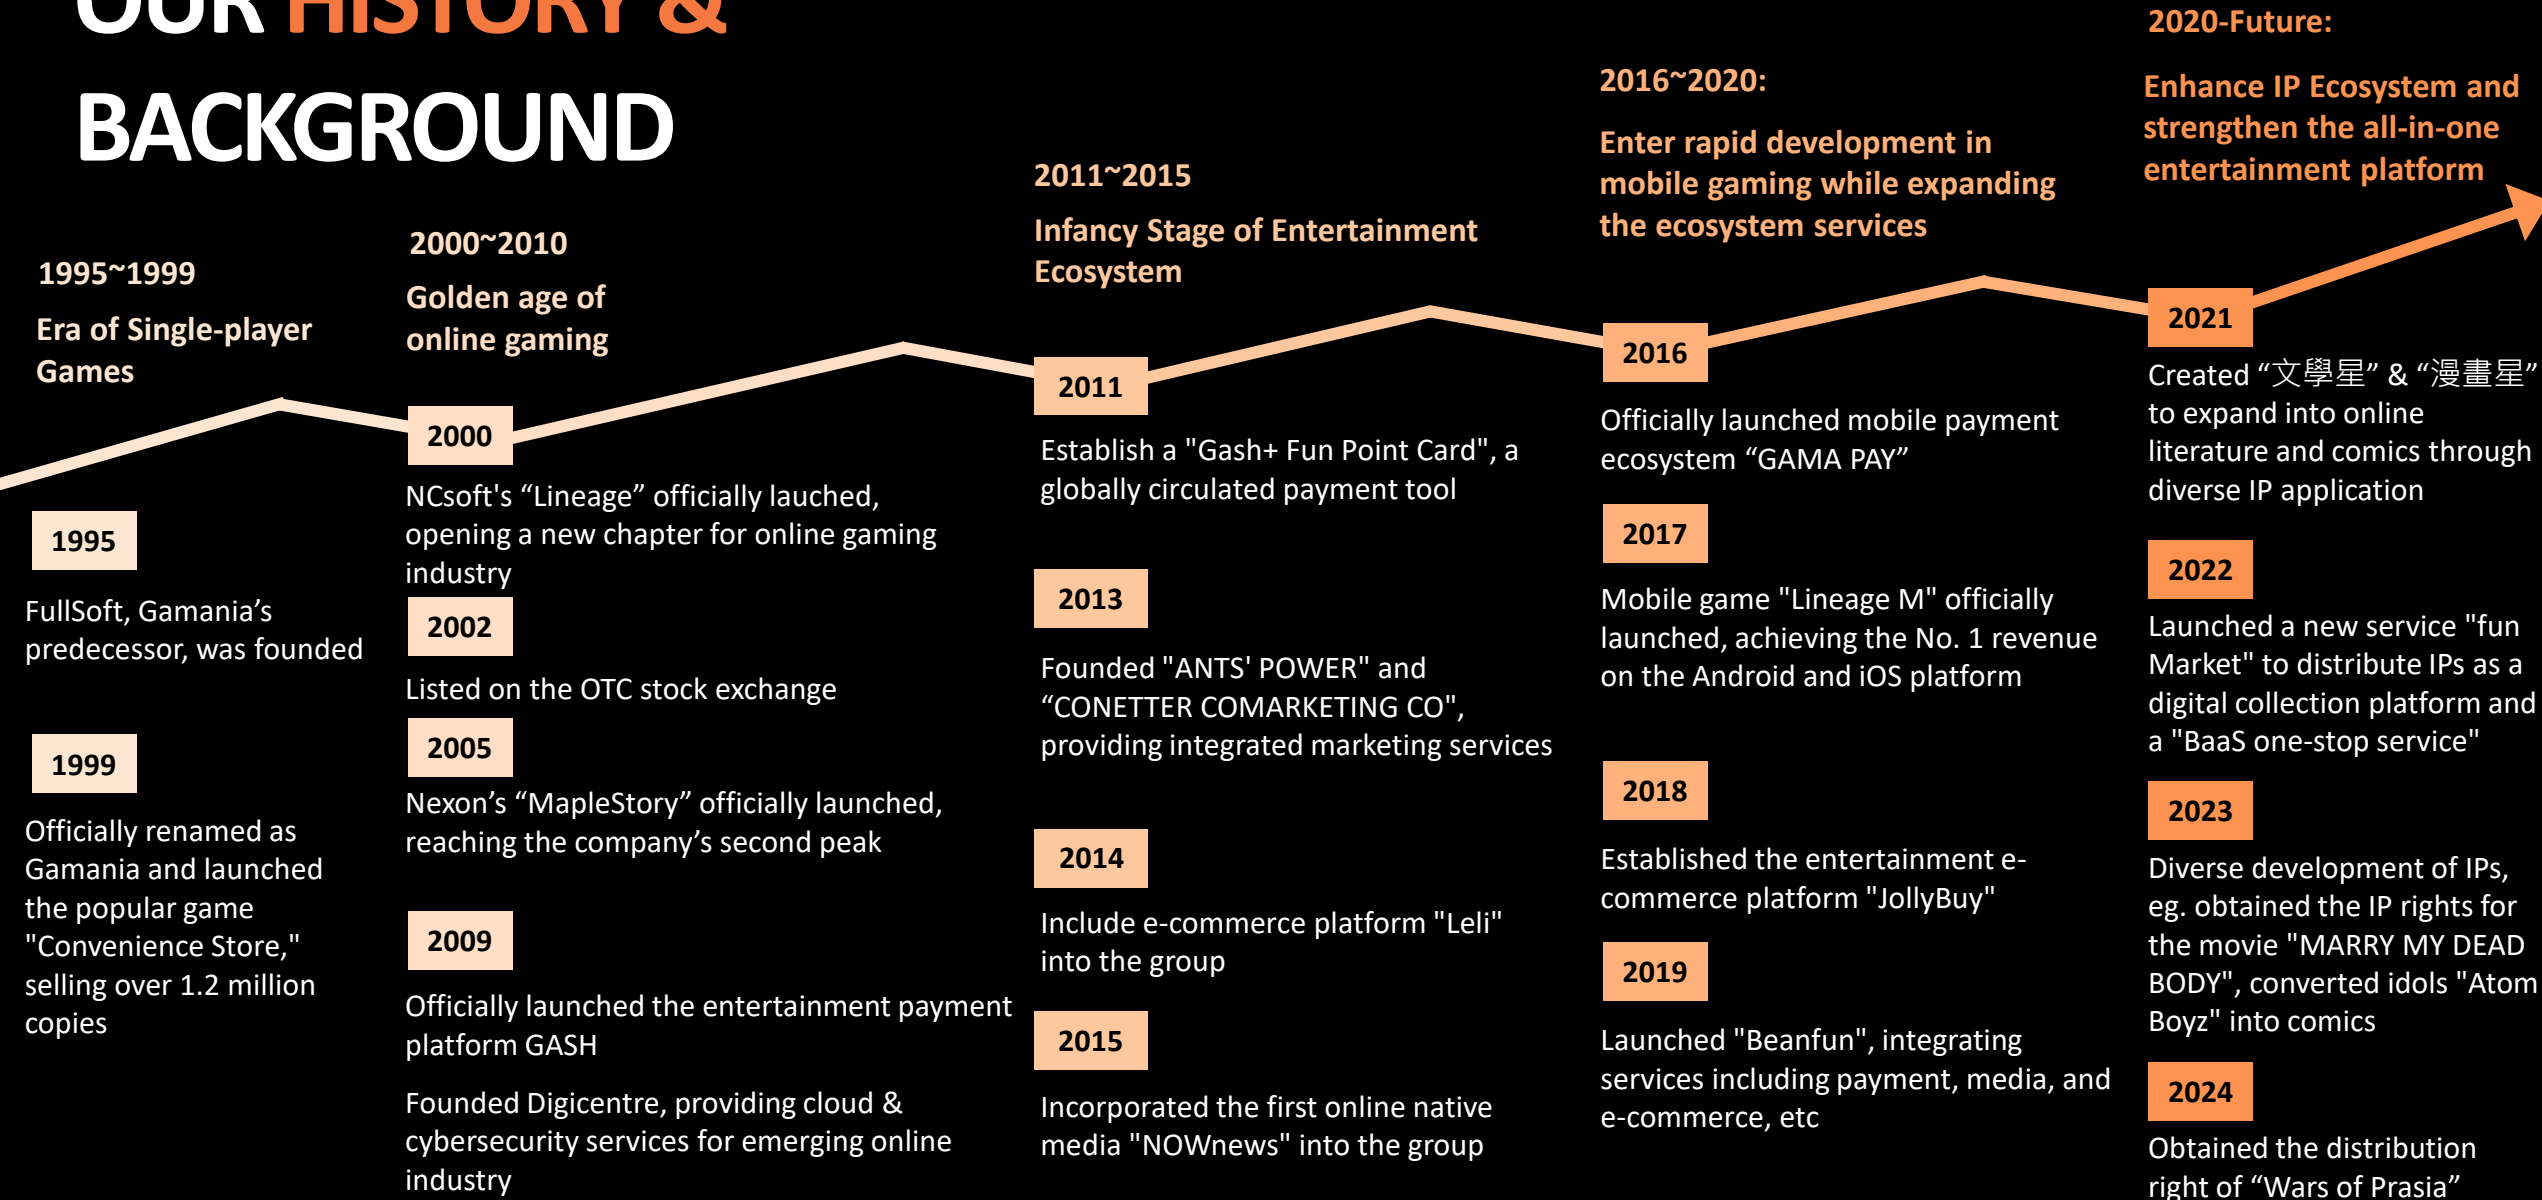 OUR HISTORY &
BACKGROUND
1995~1999
Era of Single-player
Games
1995
FullSoft, Gamania’s
predecessor, was founded
1999
Officially renamed as
Gamania and launched
the popular game
"Convenience Store,"
selling over 1.2 million
copies
2000~2010
Golden age of
online gaming
2000
NCsoft's “Lineage” officially lauched,
opening a new chapter for online gaming
industry
2002
Listed on the OTC stock exchange
2005
Nexon’s “MapleStory” officially launched,
reaching the company’s second peak
2009
Officially launched the entertainment payment
platform GASH
Founded Digicentre, providing cloud &
cybersecurity services for emerging online
industry
2011~2015
Infancy Stage of Entertainment
Ecosystem
2011
Establish a "Gash+ Fun Point Card", a
globally circulated payment tool
2013
Founded "ANTS' POWER" and
“CONETTER COMARKETING CO",
providing integrated marketing services
2014
Include e-commerce platform "Leli"
into the group
2015
Incorporated the first online native
media "NOWnews" into the group
2016~2020:
Enter rapid development in
mobile gaming while expanding
the ecosystem services
2016
Officially launched mobile payment
ecosystem “GAMA PAY”
2017
Mobile game "Lineage M" officially
launched, achieving the No. 1 revenue
on the Android and iOS platform
2018
Established the entertainment e-
commerce platform "JollyBuy"
2019
Launched "Beanfun", integrating
services including payment, media, and
e-commerce, etc
2020-Future:
Enhance IP Ecosystem and
strengthen the all-in-one
entertainment platform
2021
Created “文學星” & “漫畫星”
to expand into online
literature and comics through
diverse IP application
2022
Launched a new service "fun
Market" to distribute IPs as a
digital collection platform and
a "BaaS one-stop service"
2023
Diverse development of IPs,
eg. obtained the IP rights for
the movie "MARRY MY DEAD
BODY", converted idols "Atom
Boyz" into comics
2024
Obtained the distribution
right of “Wars of Prasia”